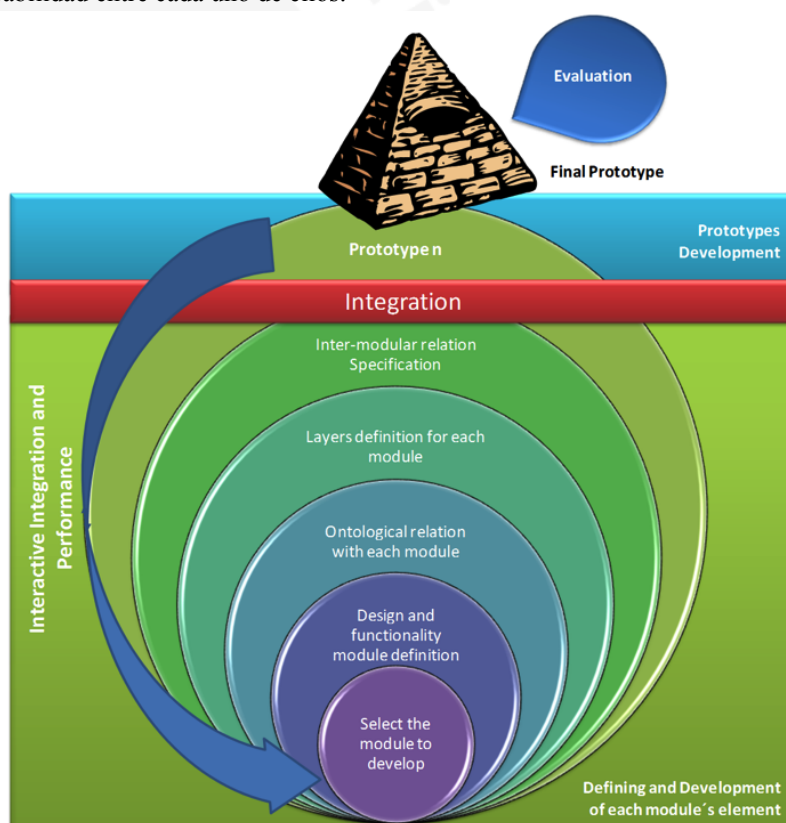 Evaluation
Final Prototype
Prototype n
Prototypes
Development
Integration
Inter-modular relation
Specification
Layers definition for each
module
Interactive Integration and
Performance
Ontological relation
with each module
Design and
functionality
module definition
Select the
module to
develop
Defining and Development
of each module´s element